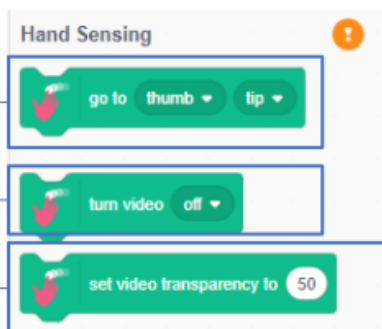 Hand Sensing
go to thumb tip
turn video off
set video transparency to 50